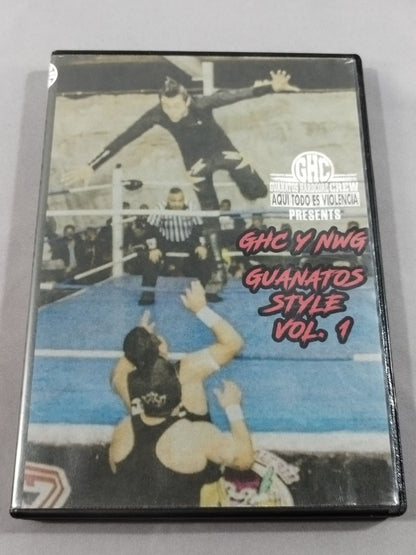 GHC
GUANATOS HARDCORE CREW
AQUI TODO ES VIOLENCIA
PRESENTS
GHC Y NWG
GUANATOS
STYLE
VOL. 1